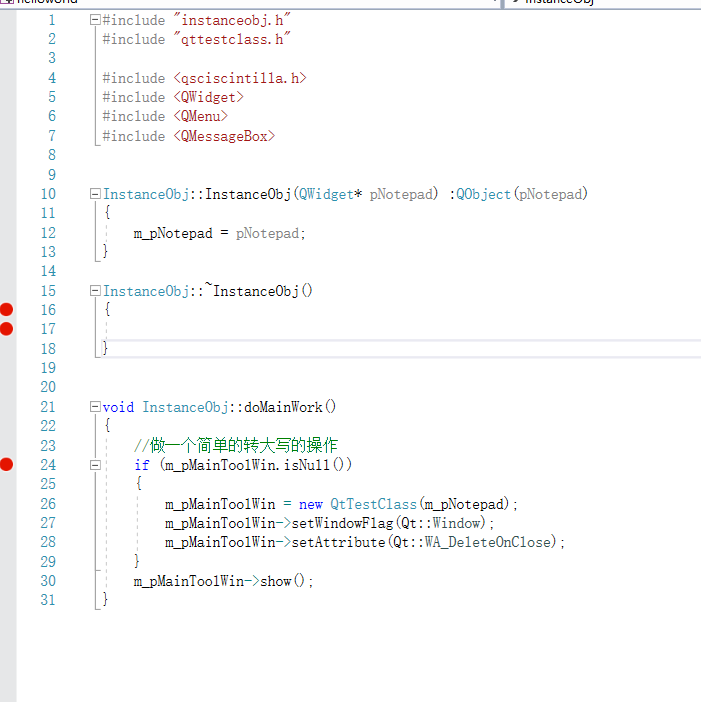 helloworld
InstanceObj
1 #include "instanceobj.h"
2 #include "qttestclass.h"
3
4 #include <qsciscintilla.h>
5 #include <QWidget>
6 #include <QMenu>
7 #include <QMessageBox>
8
9
10 InstanceObj::InstanceObj(QWidget* pNotepad) :QObject(pNotepad)
11 {
12 m_pNotepad = pNotepad;
13 }
14
15 InstanceObj::~InstanceObj()
16 {
17
18 }
19
20
21 void InstanceObj::doMainWork()
22 {
23 //做一个简单的转大写的操作
24 if (m_pMainToolWin.isNull())
25 {
26 m_pMainToolWin = new QtTestClass(m_pNotepad);
27 m_pMainToolWin->setWindowFlag(Qt::Window);
28 m_pMainToolWin->setAttribute(Qt::WA_DeleteOnClose);
29 }
30 m_pMainToolWin->show();
31 }